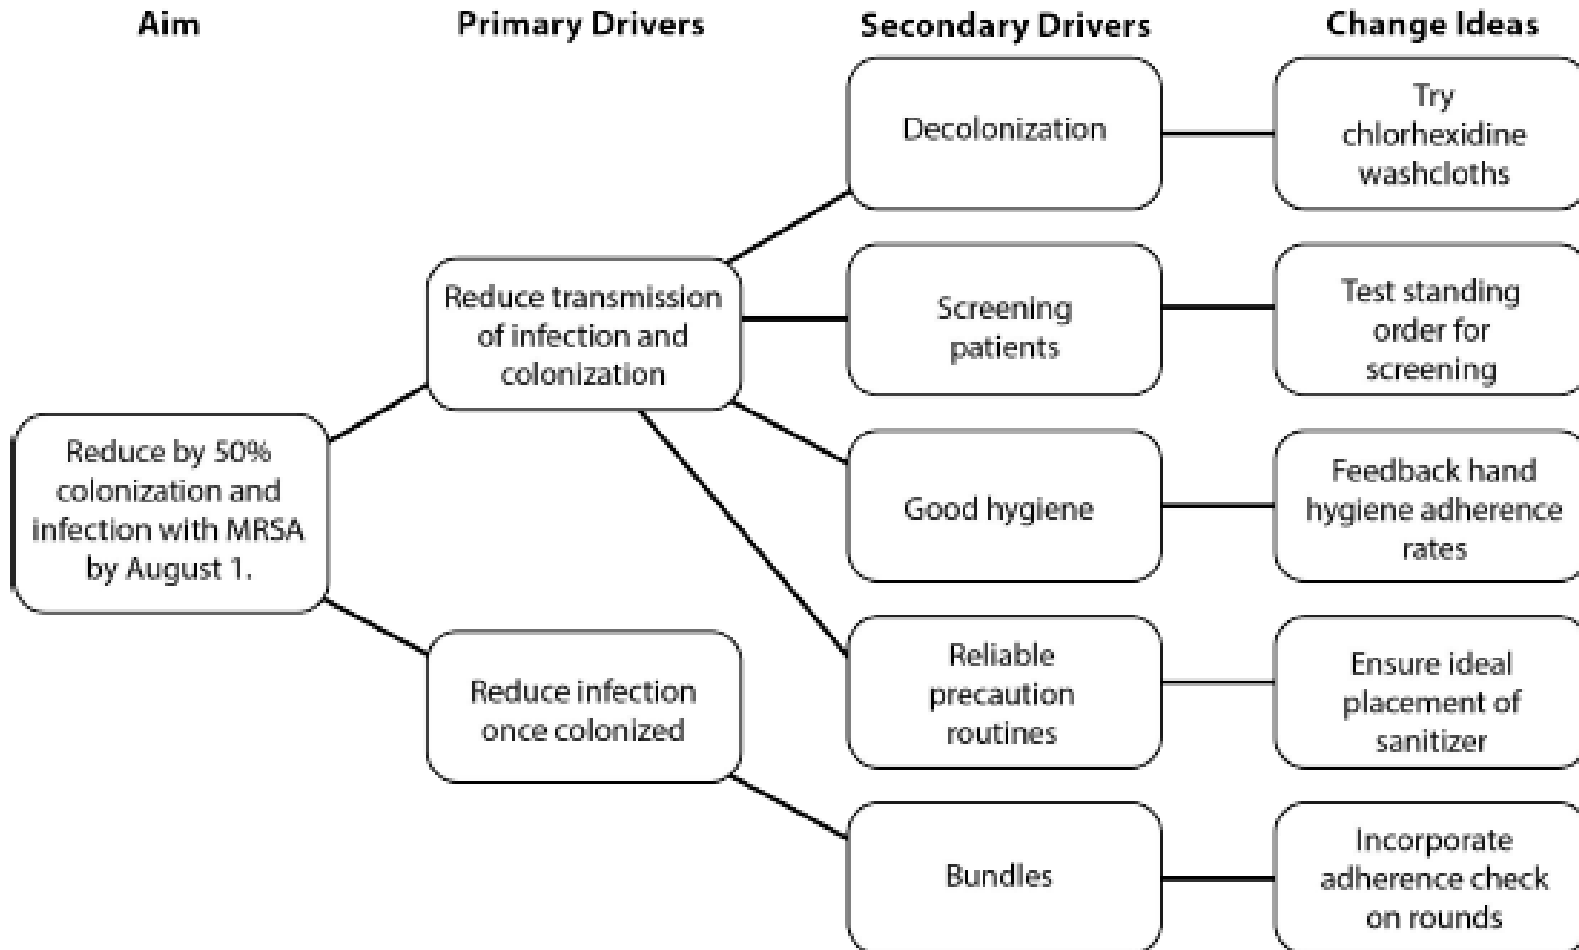 Aim
Primary Drivers
Secondary Drivers
Change Ideas
Reduce by 50%
colonization and
infection with MRSA
by August 1.
Reduce transmission
of infection and
colonization
Reduce infection
once colonized
Decolonization
Screening
patients
Good hygiene
Reliable
precaution
routines
Bundles
Try
chlorhexidine
washcloths
Test standing
order for
screening
Feedback hand
hygiene adherence
rates
Ensure ideal
placement of
sanitizer
Incorporate
adherence check
on rounds